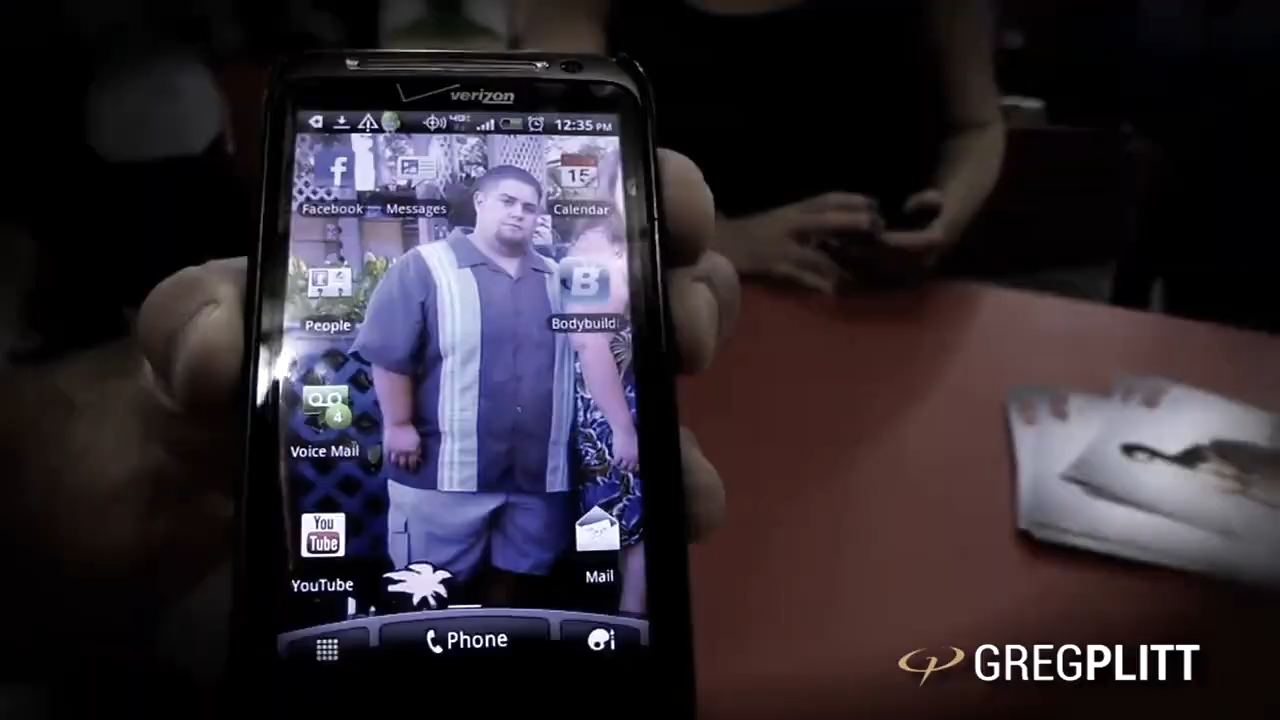 verizon
12:35 PM
f
15
Facebook
Messages
Calendar
B
People
Bodybuildi
4
Voice Mail
You
Tube
YouTube
Mail
Phone
GREGPLITT